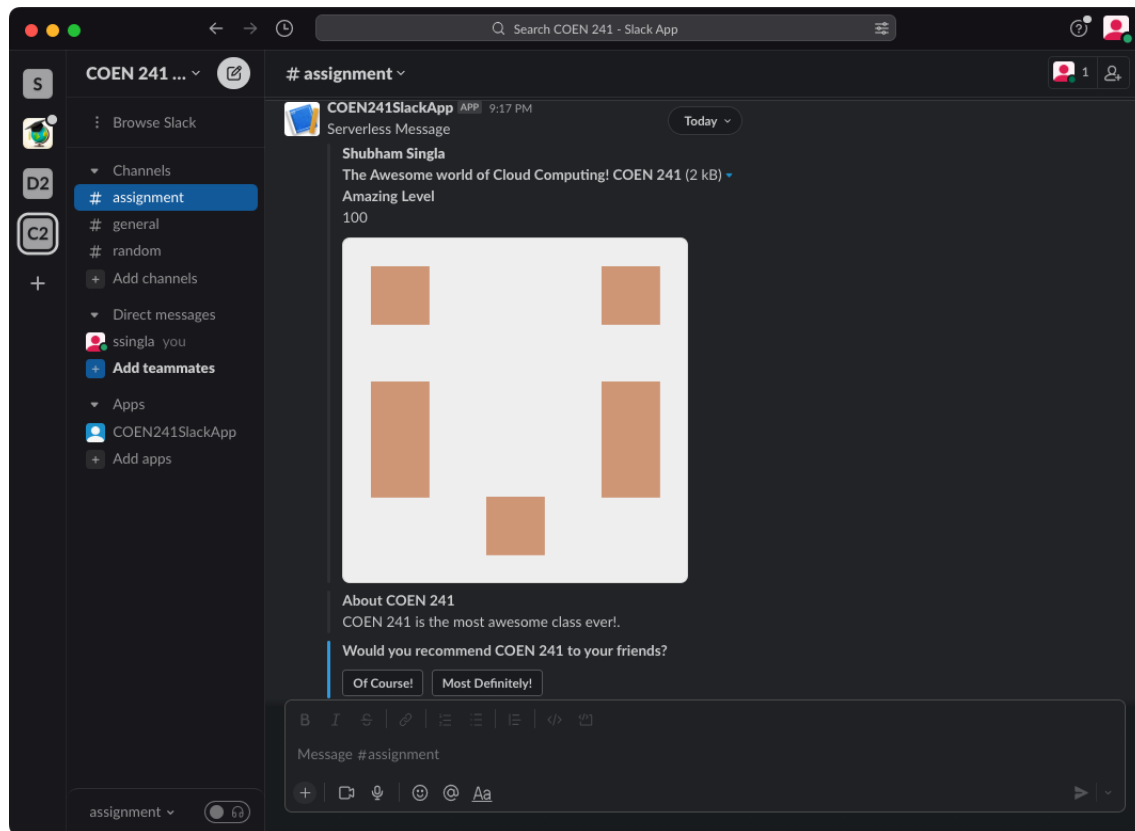 Search COEN 241 - Slack App
S
D2
C2
COEN 241 ...
Browse Slack
Channels
# assignment
# general
# random
+ Add channels
Direct messages
ssingla you
+ Add teammates
Apps
COEN241SlackApp
+ Add apps
assignment
# assignment
1
COEN241SlackApp APP 9:17 PM
Today
Serverless Message
Shubham Singla
The Awesome world of Cloud Computing! COEN 241 (2 kB)
Amazing Level
100
About COEN 241
COEN 241 is the most awesome class ever!.
Would you recommend COEN 241 to your friends?
Of Course! Most Definitely!
B I S
Message #assignment
+ @ Aa